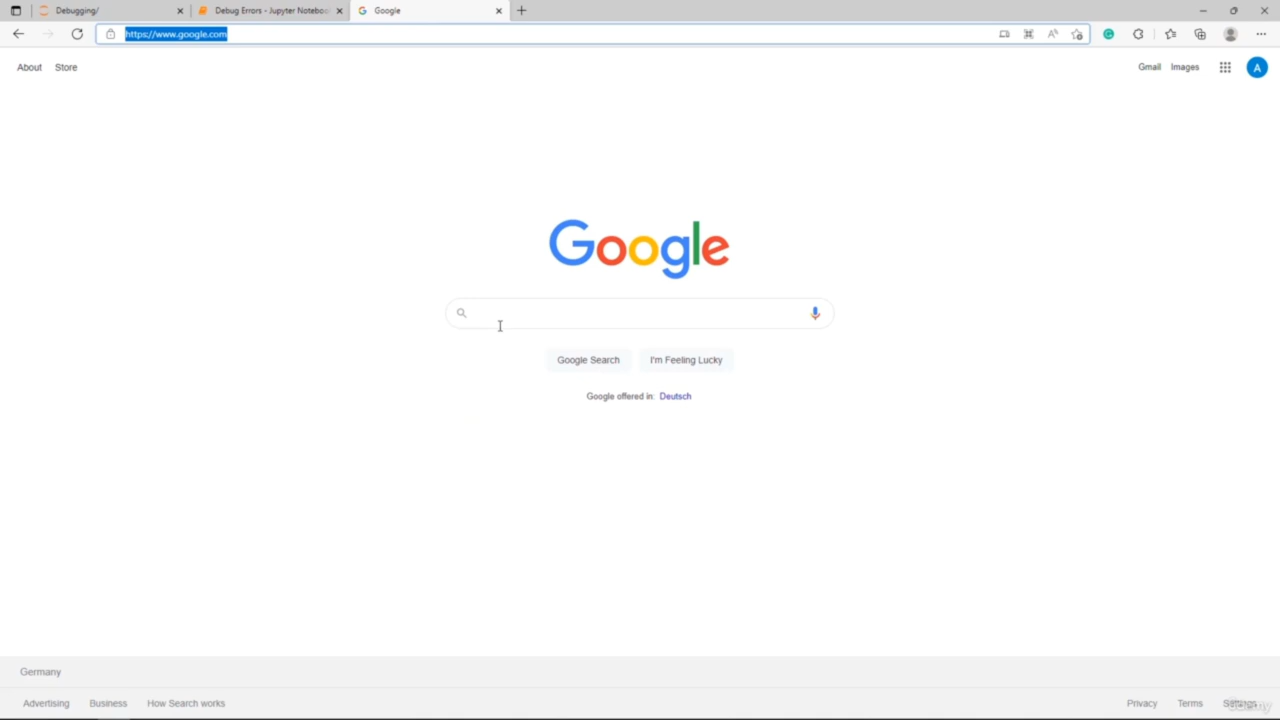 Debugging/
Debug Errors - Jupyter Noteboo
Google
https://www.google.com
About Store
Gmail Images
A
Google
Google Search I'm Feeling Lucky
Google offered in: Deutsch
Germany
Advertising Business How Search works
Privacy Terms Settings